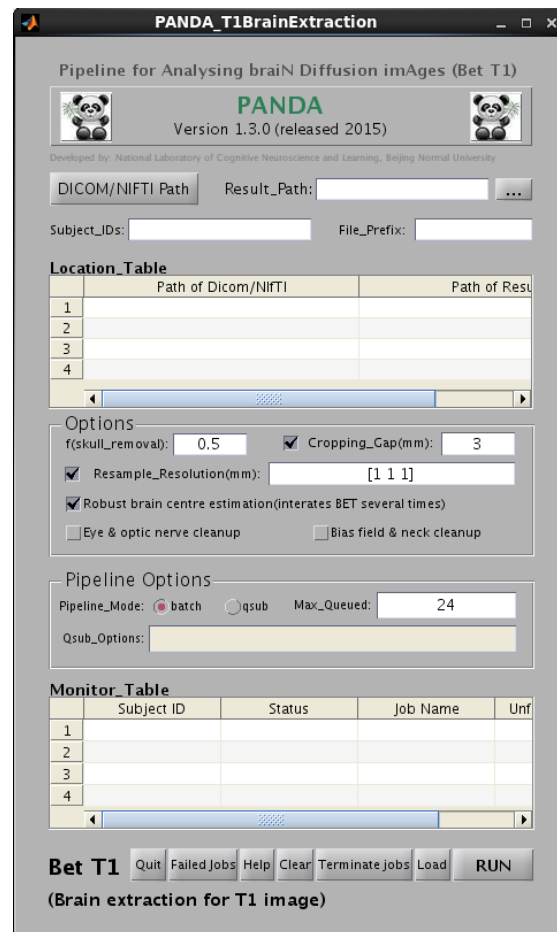 PANDA_T1BrainExtraction
Pipeline for Analysing braiN Diffusion imAges (Bet T1)
PANDA
Version 1.3.0 (released 2015)
Developed by: National Laboratory of Cognitive Neuroscience and Learning, Beijing Normal University
DICOM/NIFTI Path Result_Path: ...
Subject_IDs: File_Prefix:
Location_Table
Path of Dicom/NIfTI Path of Resu
1
2
3
4
Options
f(skull_removal): 0.5 Cropping_Gap(mm): 3
Resample_Resolution(mm): [1 1 1]
Robust brain centre estimation(interates BET several times)
Eye & optic nerve cleanup Bias field & neck cleanup
Pipeline Options
Pipeline_Mode: batch qsub Max_Queued: 24
Qsub_Options:
Monitor_Table
Subject ID Status Job Name Unf
1
2
3
4
Bet T1 Quit Failed Jobs Help Clear Terminate jobs Load RUN
(Brain extraction for T1 image)